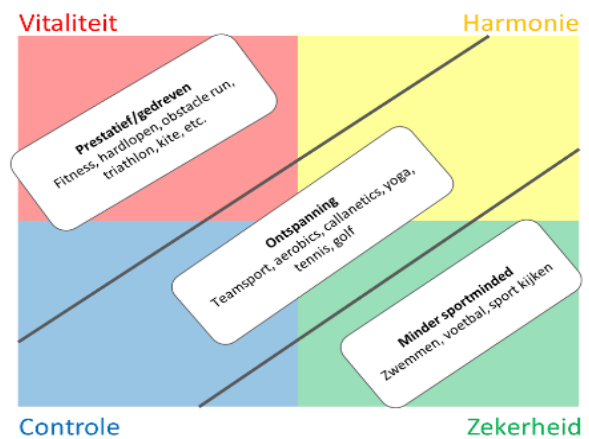 Vitaliteit
Harmonie
Prestatief/gedreven
Fitness, hardlopen, obstacle run,
triathlon, kite, etc.
Ontspanning
Teamsport, aerobics, callanetics, yoga,
tennis, golf
Minder sportminded
Zwemmen, voetbal, sport kijken
Controle
Zekerheid